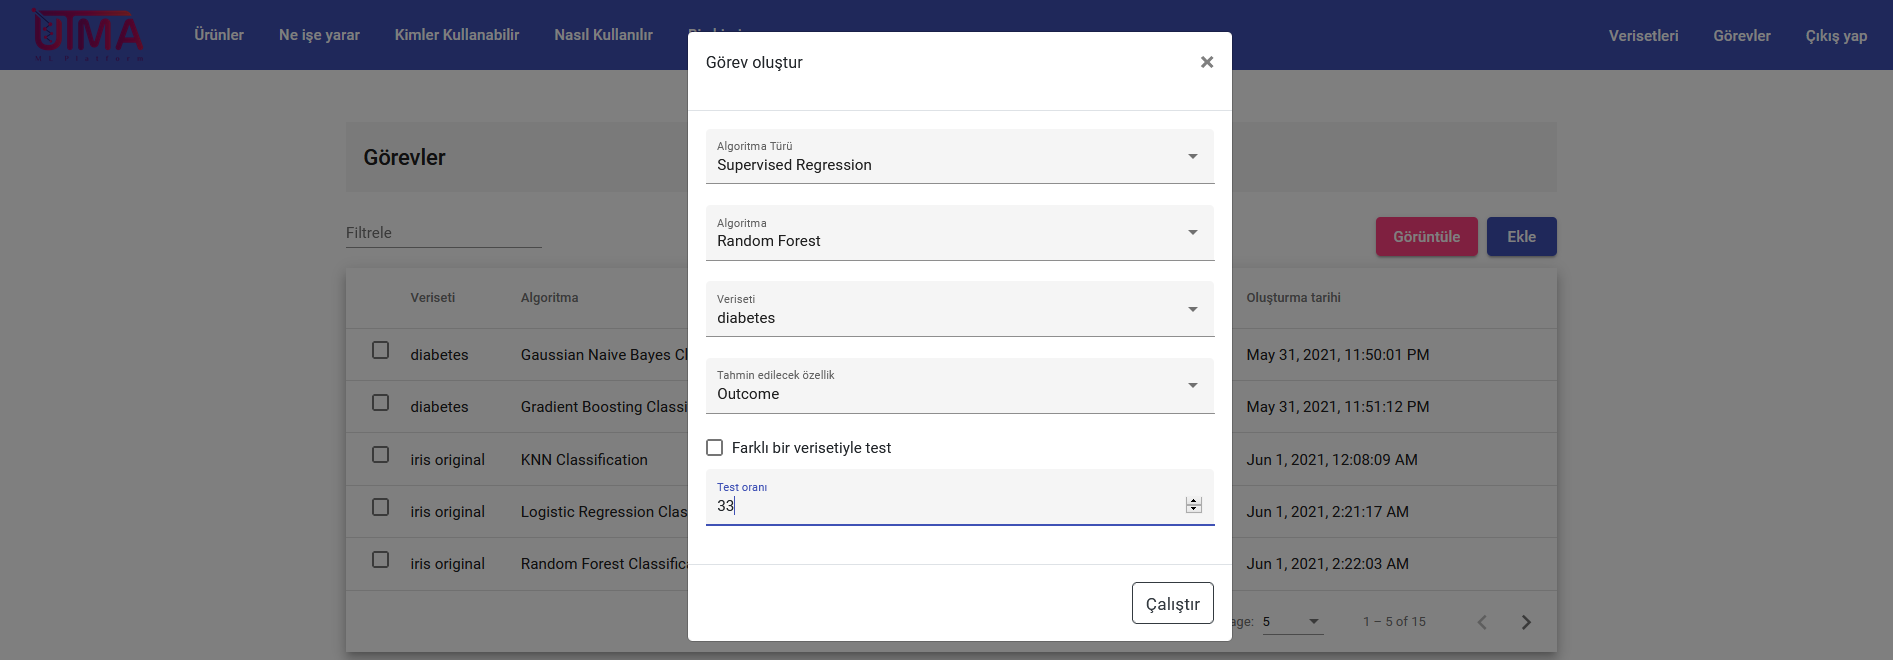 UTMA
Ürünler
Ne işe yarar
Kimler Kullanabilir
Nasıl Kullanılır
Verisetleri
Görevler
Çıkış yap
Görev oluştur
×
Algoritma Türü
Supervised Regression
Algoritma
Random Forest
Veriseti
diabetes
Tahmin edilecek özellik
Outcome
Farklı bir verisetiyle test
Test oranı
33
Çalıştır
Görevler
Filtrele
Görüntüle
Ekle
Veriseti
Algoritma
Oluşturma tarihi
diabetes
Gaussian Naive Bayes Cl
May 31, 2021, 11:50:01 PM
diabetes
Gradient Boosting Classi
May 31, 2021, 11:51:12 PM
iris original
KNN Classification
Jun 1, 2021, 12:08:09 AM
iris original
Logistic Regression Clas
Jun 1, 2021, 2:21:17 AM
iris original
Random Forest Classific
Jun 1, 2021, 2:22:03 AM
age:
5
1 – 5 of 15